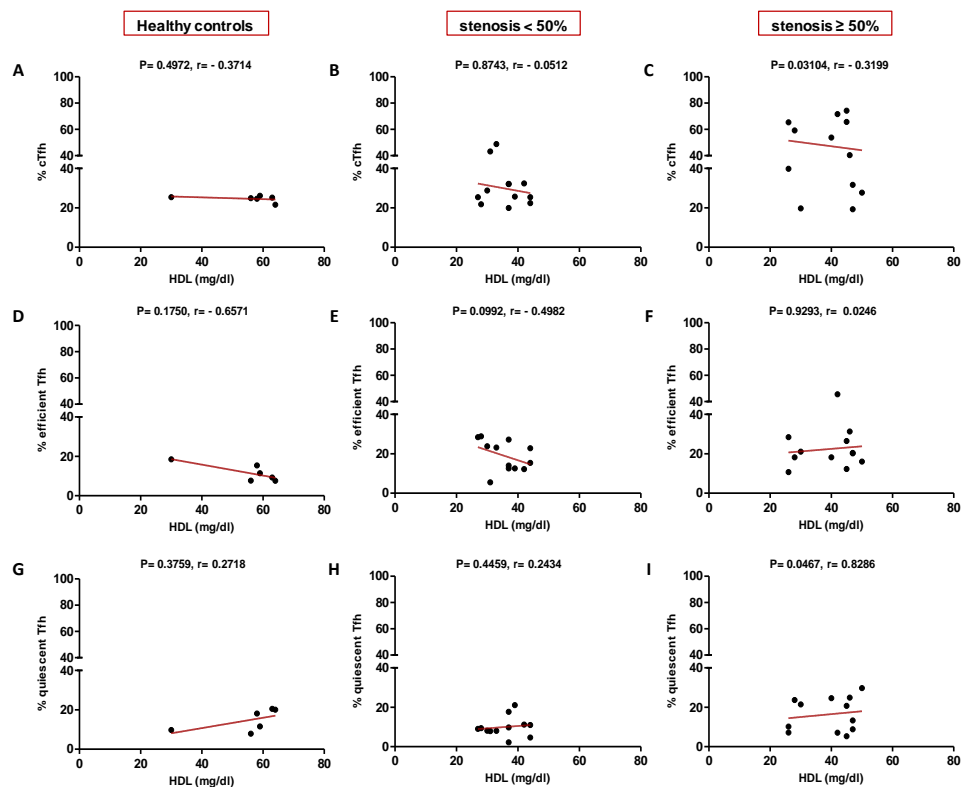 Healthy controls
stenosis < 50%
stenosis ≥ 50%
A
P= 0.4972, r= - 0.3714
100
80
60
40
40
20
0
% cTfh
0 20 40 60 80
HDL (mg/dl)
B
P= 0.8743, r= - 0.0512
100
80
60
40
40
20
0
% cTfh
0 20 40 60 80
HDL (mg/dl)
C
P= 0.03104, r= - 0.3199
100
80
60
40
40
20
0
% cTfh
0 20 40 60 80
HDL (mg/dl)
D
P= 0.1750, r= - 0.6571
100
80
60
40
40
20
0
% efficient Tfh
0 20 40 60 80
HDL (mg/dl)
E
P= 0.0992, r= - 0.4982
100
80
60
40
40
20
0
% efficient Tfh
0 20 40 60 80
HDL (mg/dl)
F
P= 0.9293, r= 0.0246
100
80
60
40
40
20
0
% efficient Tfh
0 20 40 60 80
HDL (mg/dl)
G
P= 0.3759, r= 0.2718
100
80
60
40
40
20
0
% quiescent Tfh
0 20 40 60 80
HDL (mg/dl)
H
P= 0.4459, r= 0.2434
100
80
60
40
40
20
0
% quiescent Tfh
0 20 40 60 80
HDL (mg/dl)
I
P= 0.0467, r= 0.8286
100
80
60
40
40
20
0
% quiescent Tfh
0 20 40 60 80
HDL (mg/dl)